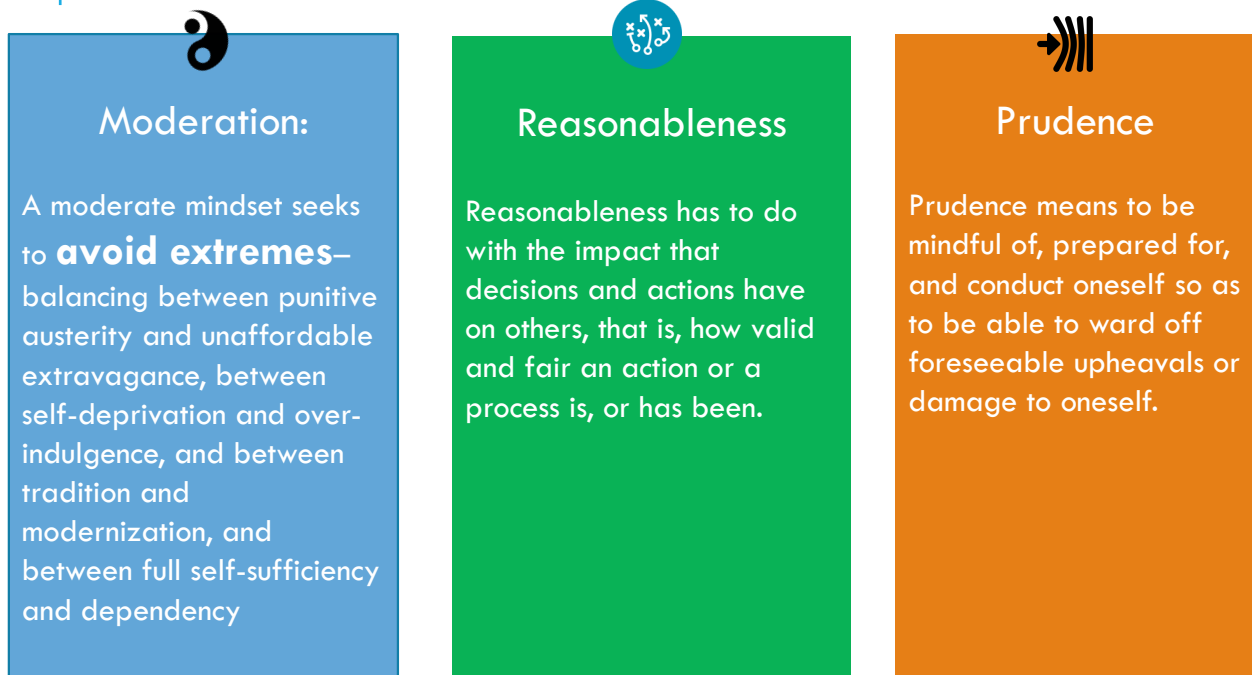 Moderation:
A moderate mindset seeks
to avoid extremes–
balancing between punitive
austerity and unaffordable
extravagance, between
self-deprivation and over-
indulgence, and between
tradition and
modernization, and
between full self-sufficiency
and dependency
Reasonableness
Reasonableness has to do
with the impact that
decisions and actions have
on others, that is, how valid
and fair an action or a
process is, or has been.
Prudence
Prudence means to be
mindful of, prepared for,
and conduct oneself so as
to be able to ward off
foreseeable upheavals or
damage to oneself.